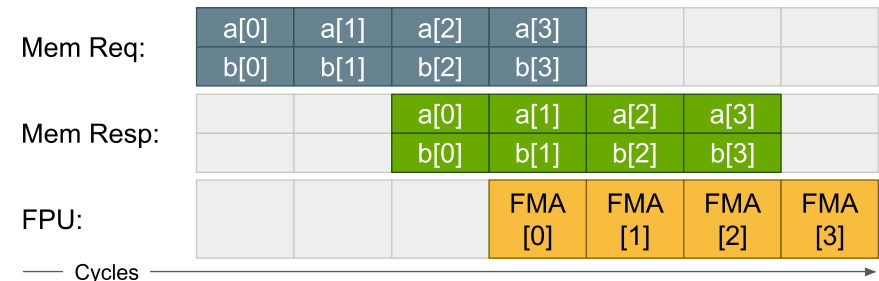 Mem Req:
a[0] a[1] a[2] a[3]
b[0] b[1] b[2] b[3]
Mem Resp:
a[0] a[1] a[2] a[3]
b[0] b[1] b[2] b[3]
FPU:
FMA FMA FMA FMA
[0] [1] [2] [3]
Cycles